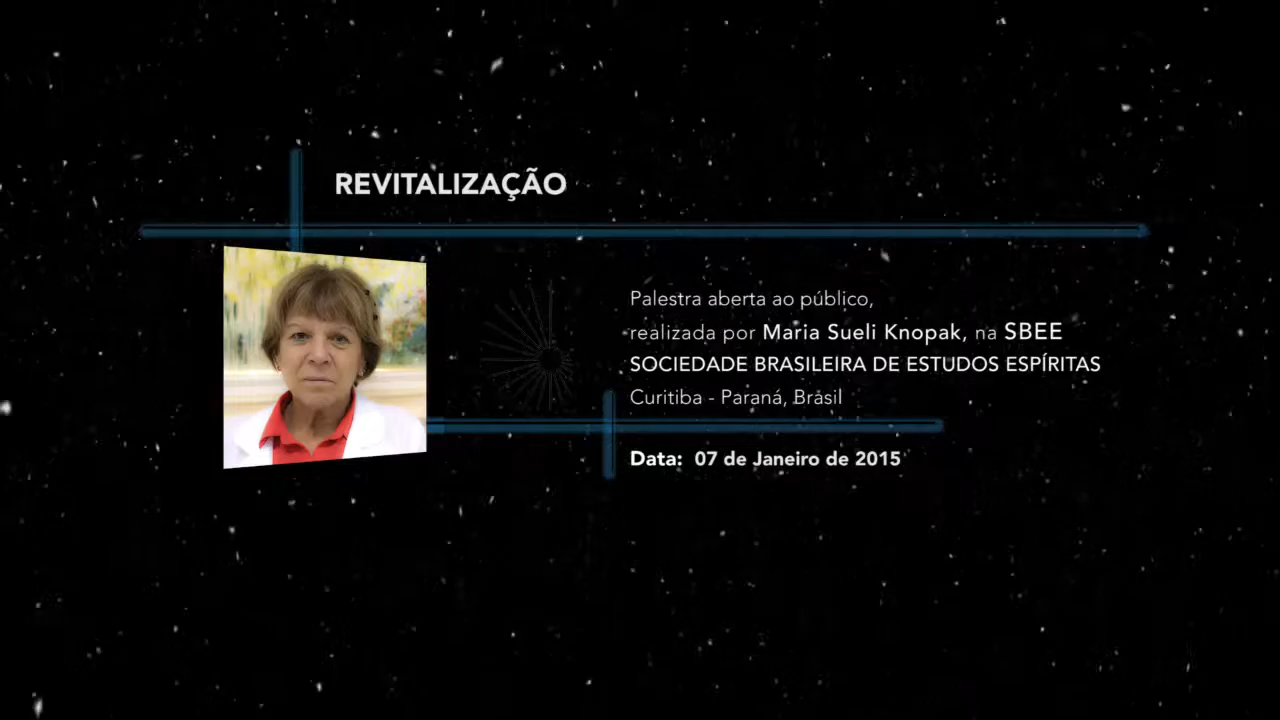 REVITALIZAÇÃO
Palestra aberta ao público,
realizada por Maria Sueli Knopak, na SBEE
SOCIEDADE BRASILEIRA DE ESTUDOS ESPÍRITAS
Curitiba - Paraná, Brasil
Data: 07 de Janeiro de 2015